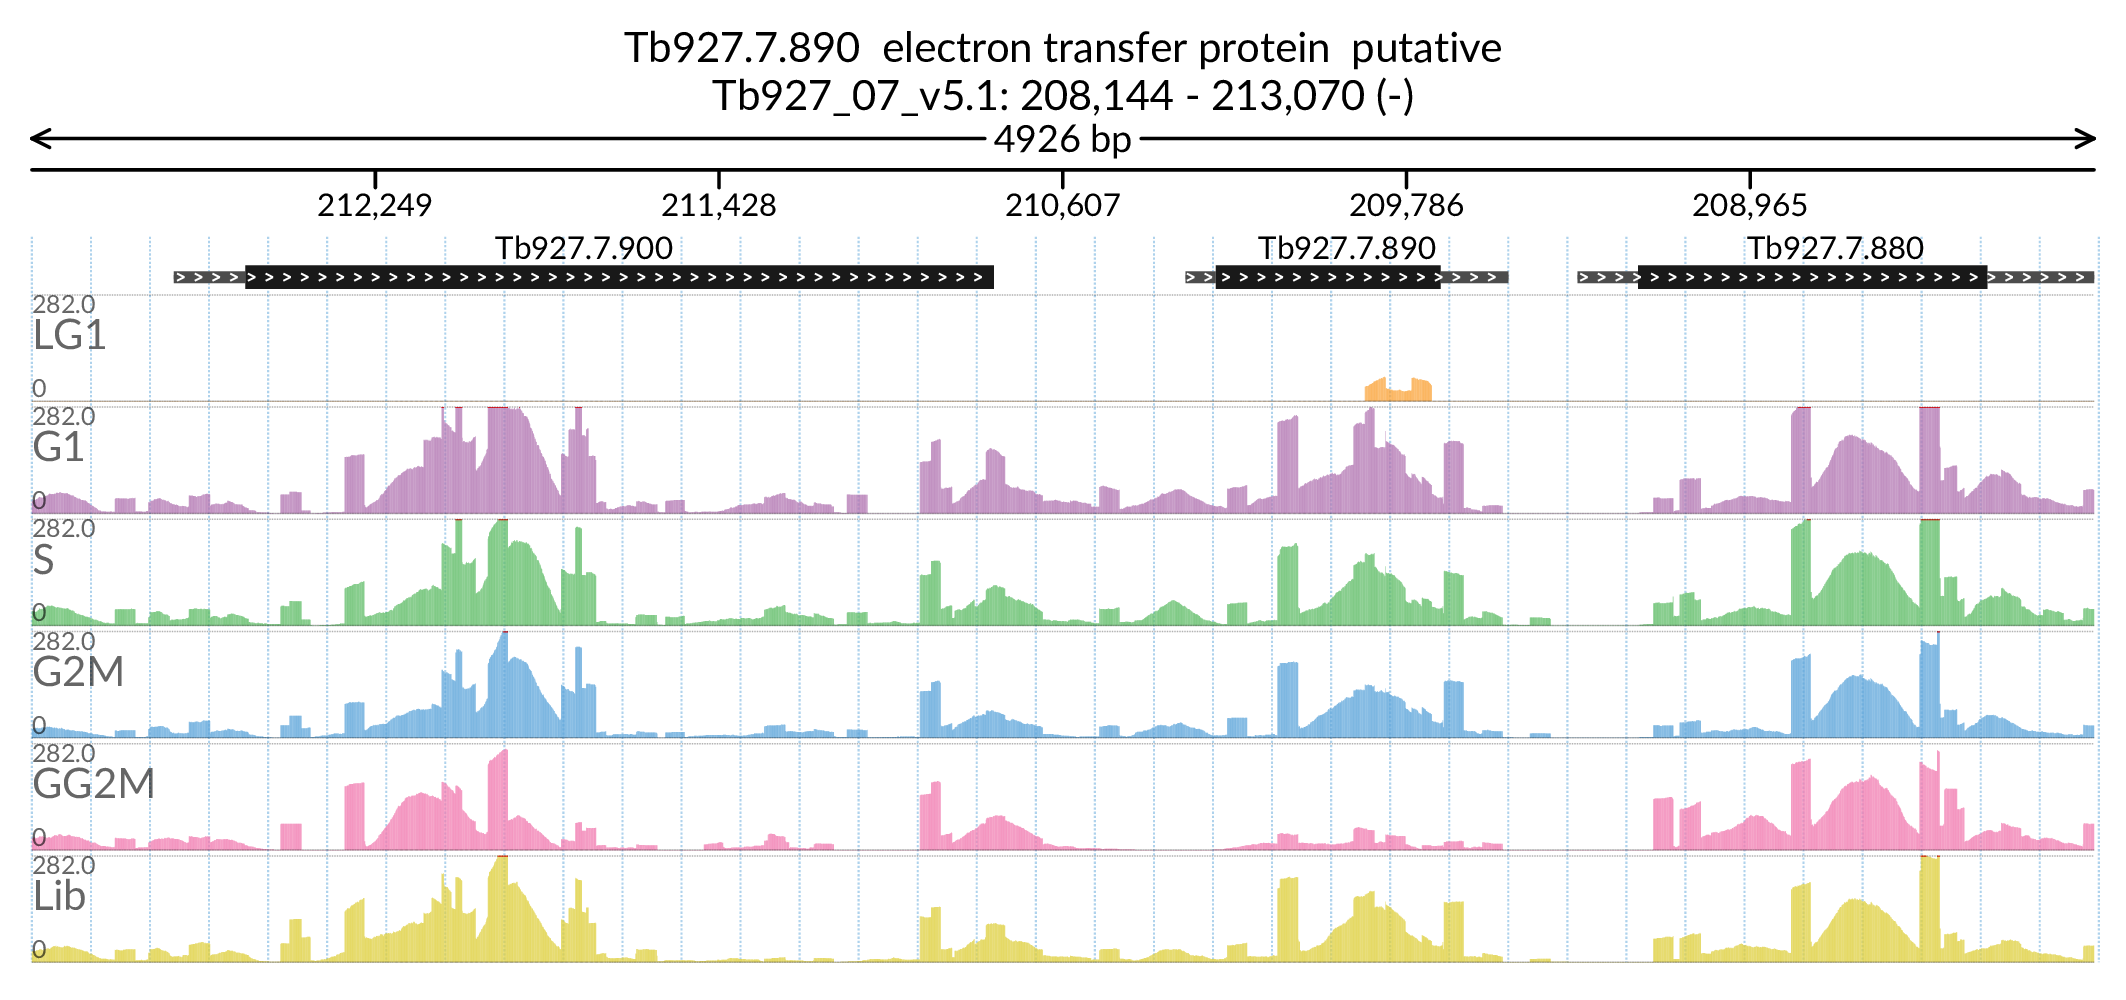 Tb927.7.890 electron transfer protein putative
Tb927_07_v5.1: 208,144 - 213,070 (-)
4926 bp
212,249 211,428 210,607 209,786 208,965
Tb927.7.900 Tb927.7.890 Tb927.7.880
282.0
LG1
0
282.0
G1
0
282.0
S
0
282.0
G2M
0
282.0
GG2M
0
282.0
Lib
0